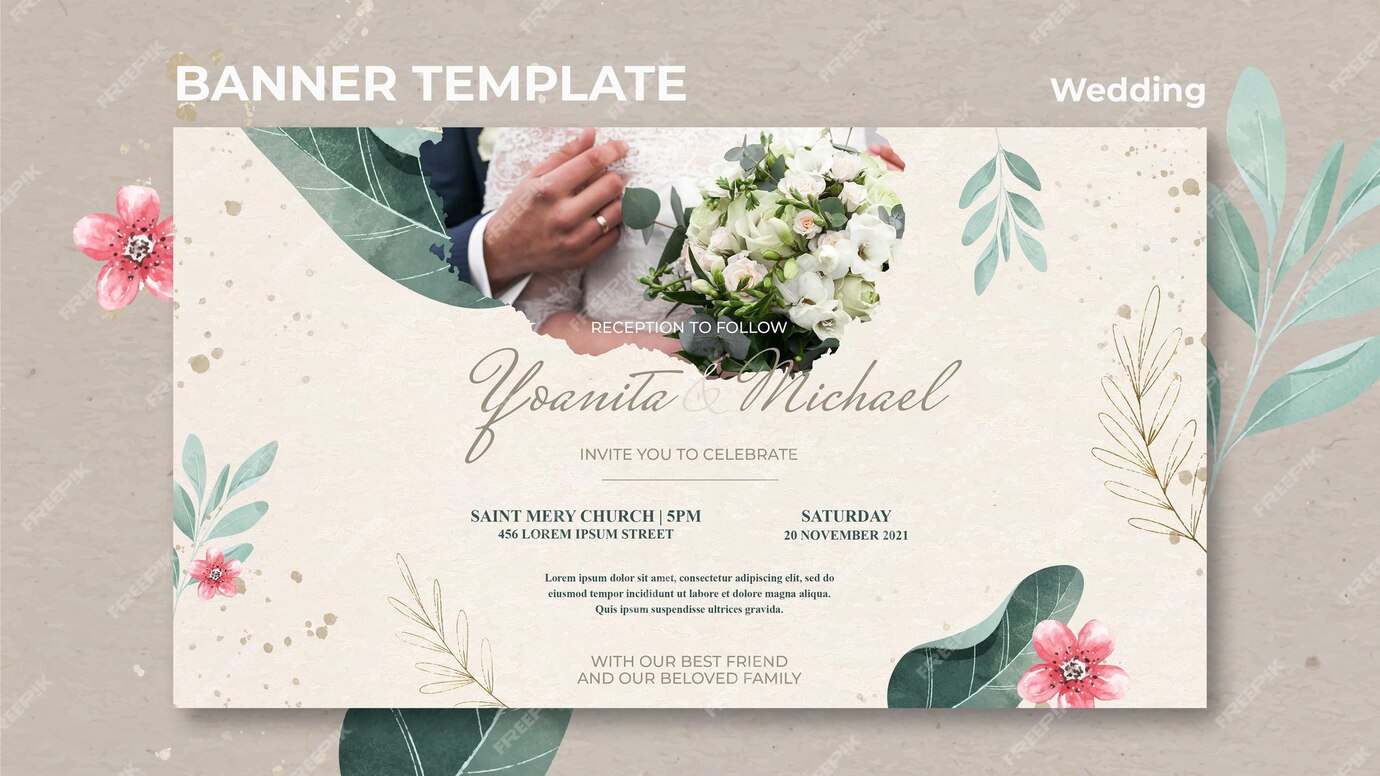 BANNER TEMPLATE
Wedding
RECEPTION TO FOLLOW
Yoanita & Michael
INVITE YOU TO CELEBRATE
SAINT MERY CHURCH | 5PM
456 LOREM IPSUM STREET
SATURDAY
20 NOVEMBER 2021
Lorem ipsum dolor sit amet, consectetur adipiscing elit, sed do
eiusmod tempor incididunt ut labore et dolore magna aliqua.
Quis ipsum suspendisse ultrices gravida.
WITH OUR BEST FRIEND
AND OUR BELOVED FAMILY
FREEPIK